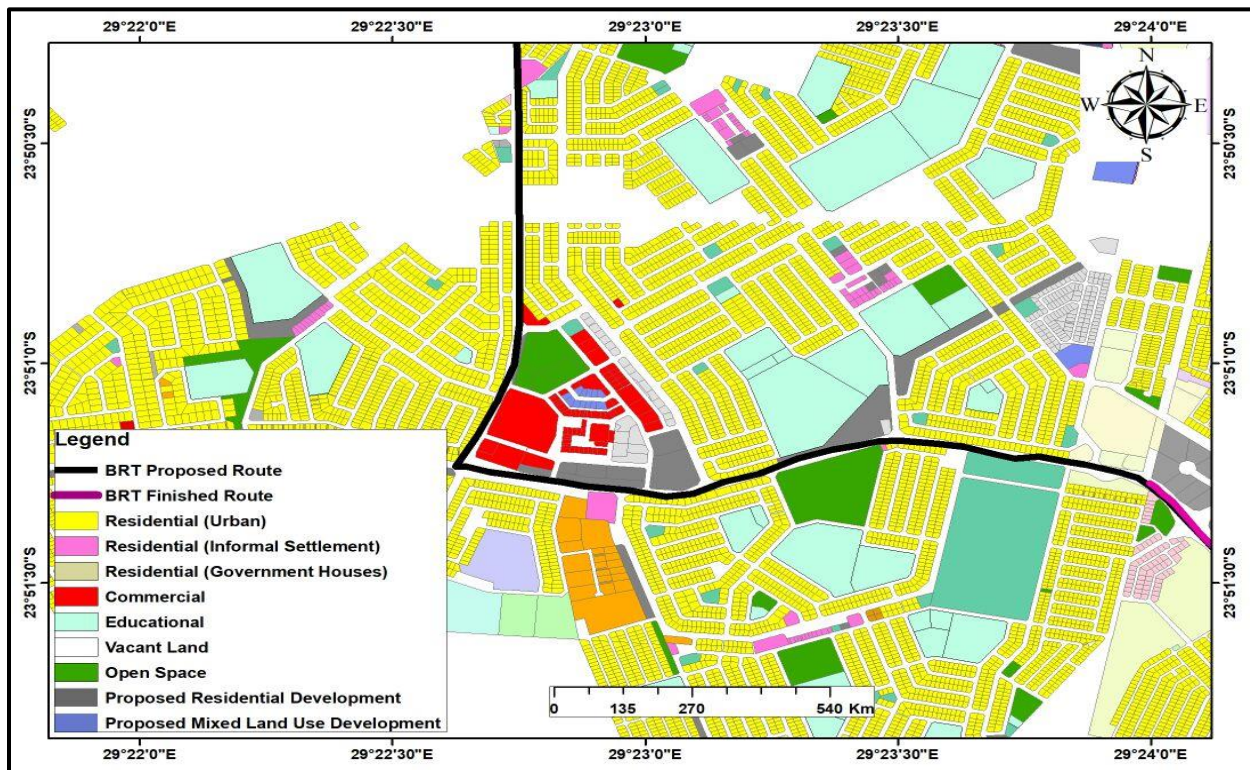 29°22'0"E 29°22'30"E 29°23'0"E 29°23'30"E 29°24'0"E
N
W E
S
23°50'30"S 23°50'30"S
23°51'0"S 23°51'0"S
23°51'30"S 23°51'30"S
Legend
BRT Proposed Route
BRT Finished Route
Residential (Urban)
Residential (Informal Settlement)
Residential (Government Houses)
Commercial
Educational
Vacant Land
Open Space
Proposed Residential Development
Proposed Mixed Land Use Development
0 135 270 540 Km
29°22'0"E 29°22'30"E 29°23'0"E 29°23'30"E 29°24'0"E